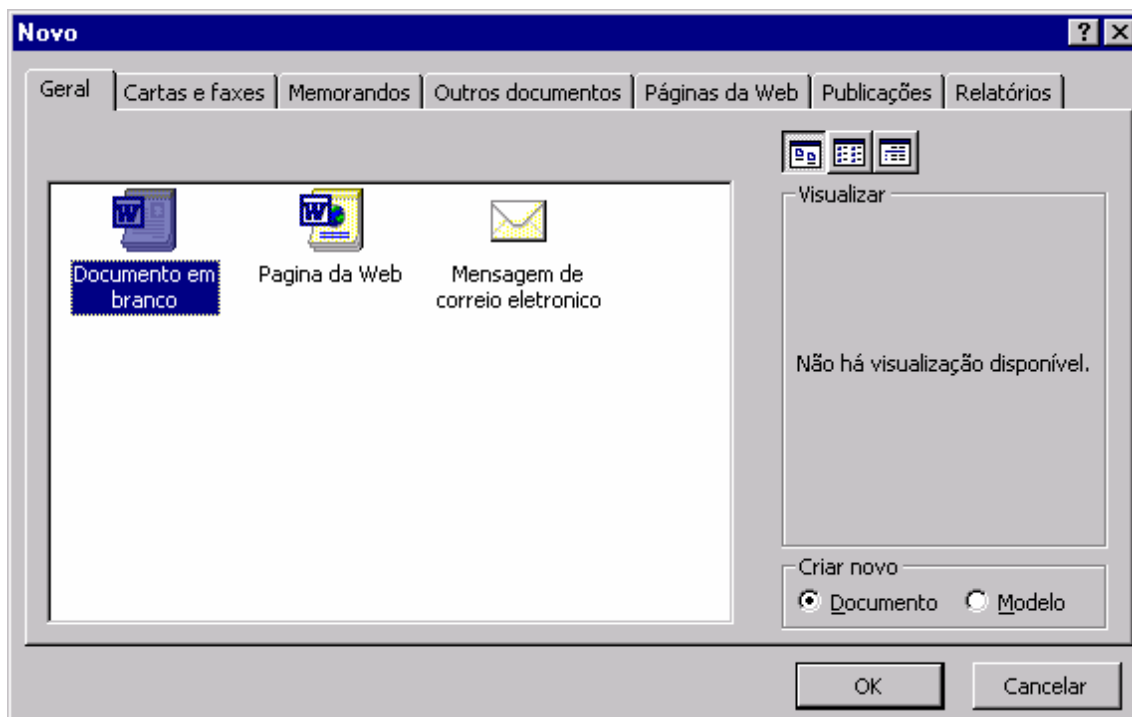 Novo
Geral
Cartas e faxes
Memorandos
Outros documentos
Páginas da Web
Publicações
Relatórios
Visualizar
Documento em
branco
Pagina da Web
Mensagem de
correio eletronico
Não há visualização disponível.
Criar novo
Documento
Modelo
OK
Cancelar